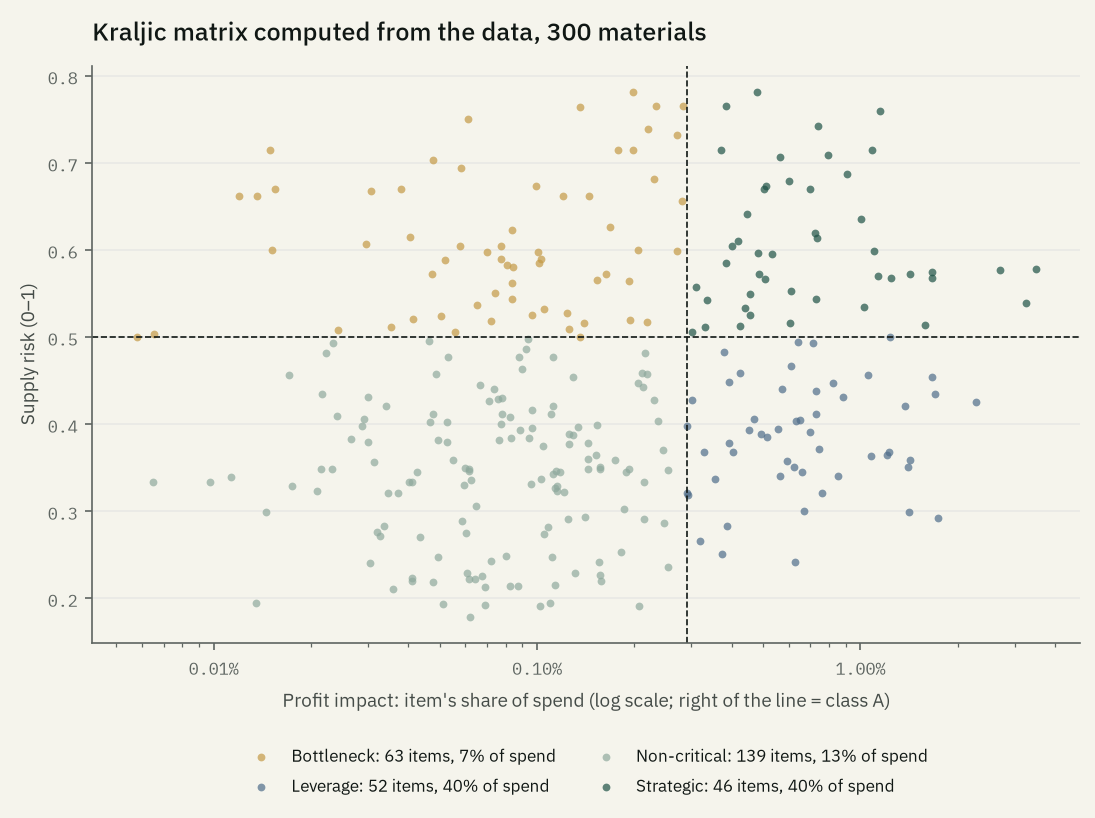 Kraljic matrix computed from the data, 300 materials
0.8
0.7
0.6
0.5
0.4
0.3
0.2
Supply risk (0–1)
0.01%
0.10%
1.00%
Profit impact: item's share of spend (log scale; right of the line = class A)
Bottleneck: 63 items, 7% of spend
Non-critical: 139 items, 13% of spend
Leverage: 52 items, 40% of spend
Strategic: 46 items, 40% of spend